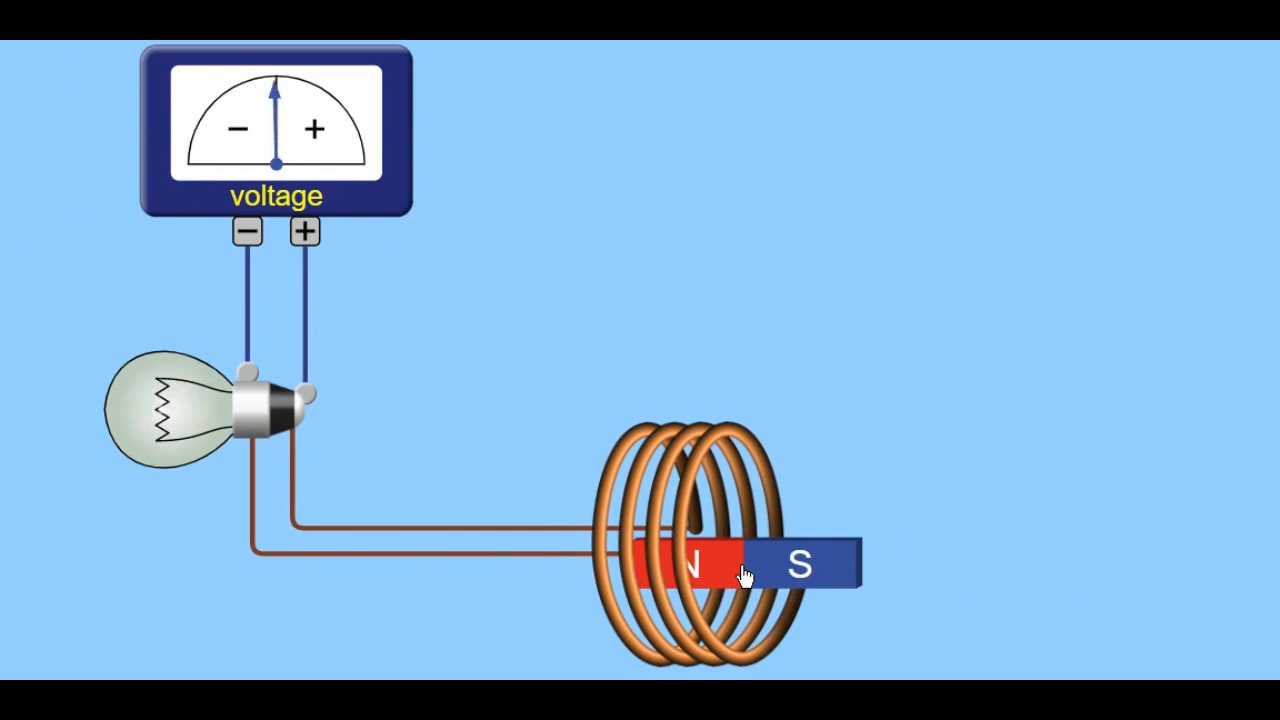 − +
voltage
− +
N S